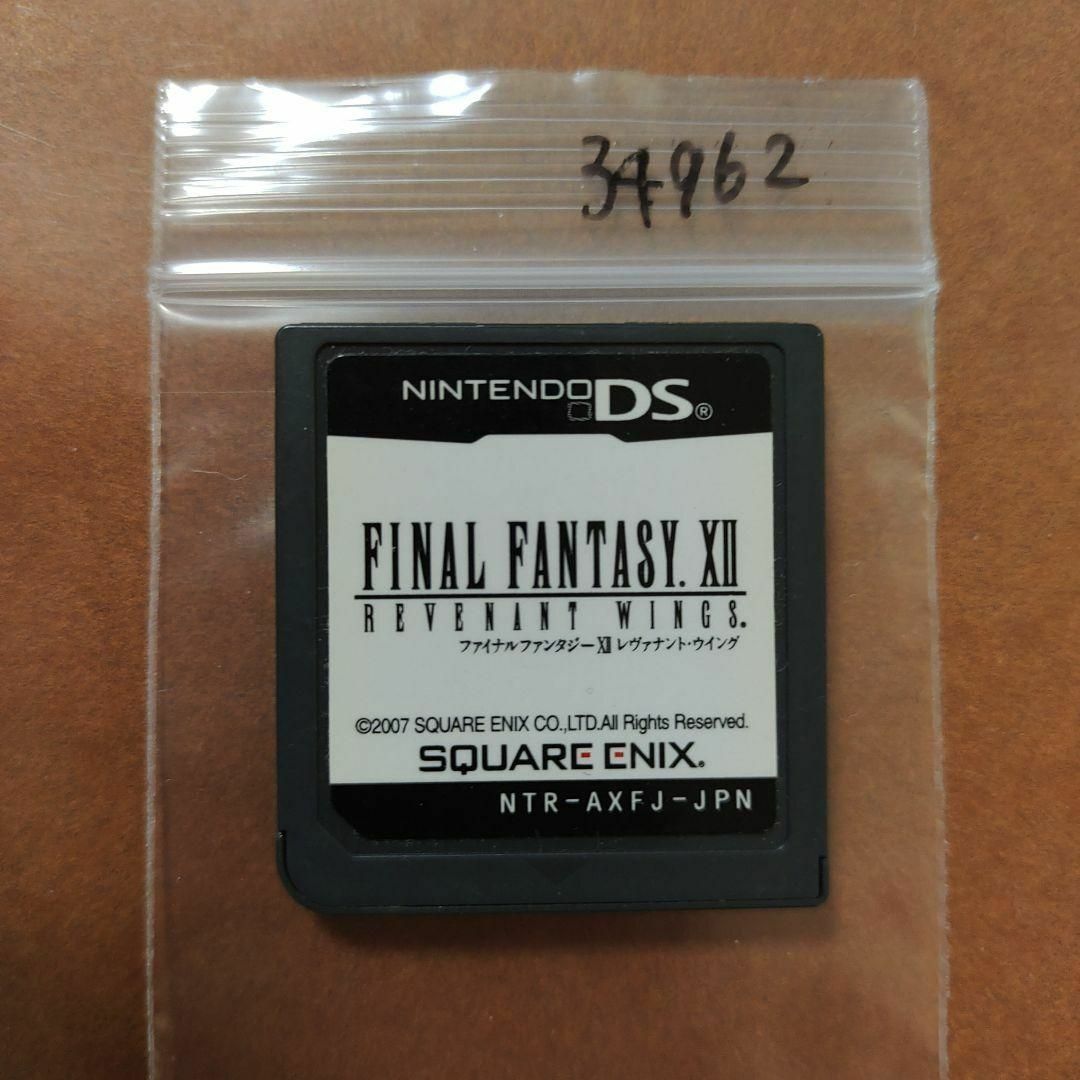 34962
NINTENDO DS®
FINAL FANTASY. XII
REVENANT WINGS.
ファイナルファンタジーXII レヴァナント・ウイング
©2007 SQUARE ENIX CO.,LTD.All Rights Reserved.
SQUARE ENIX.
NTR-AXFJ-JPN